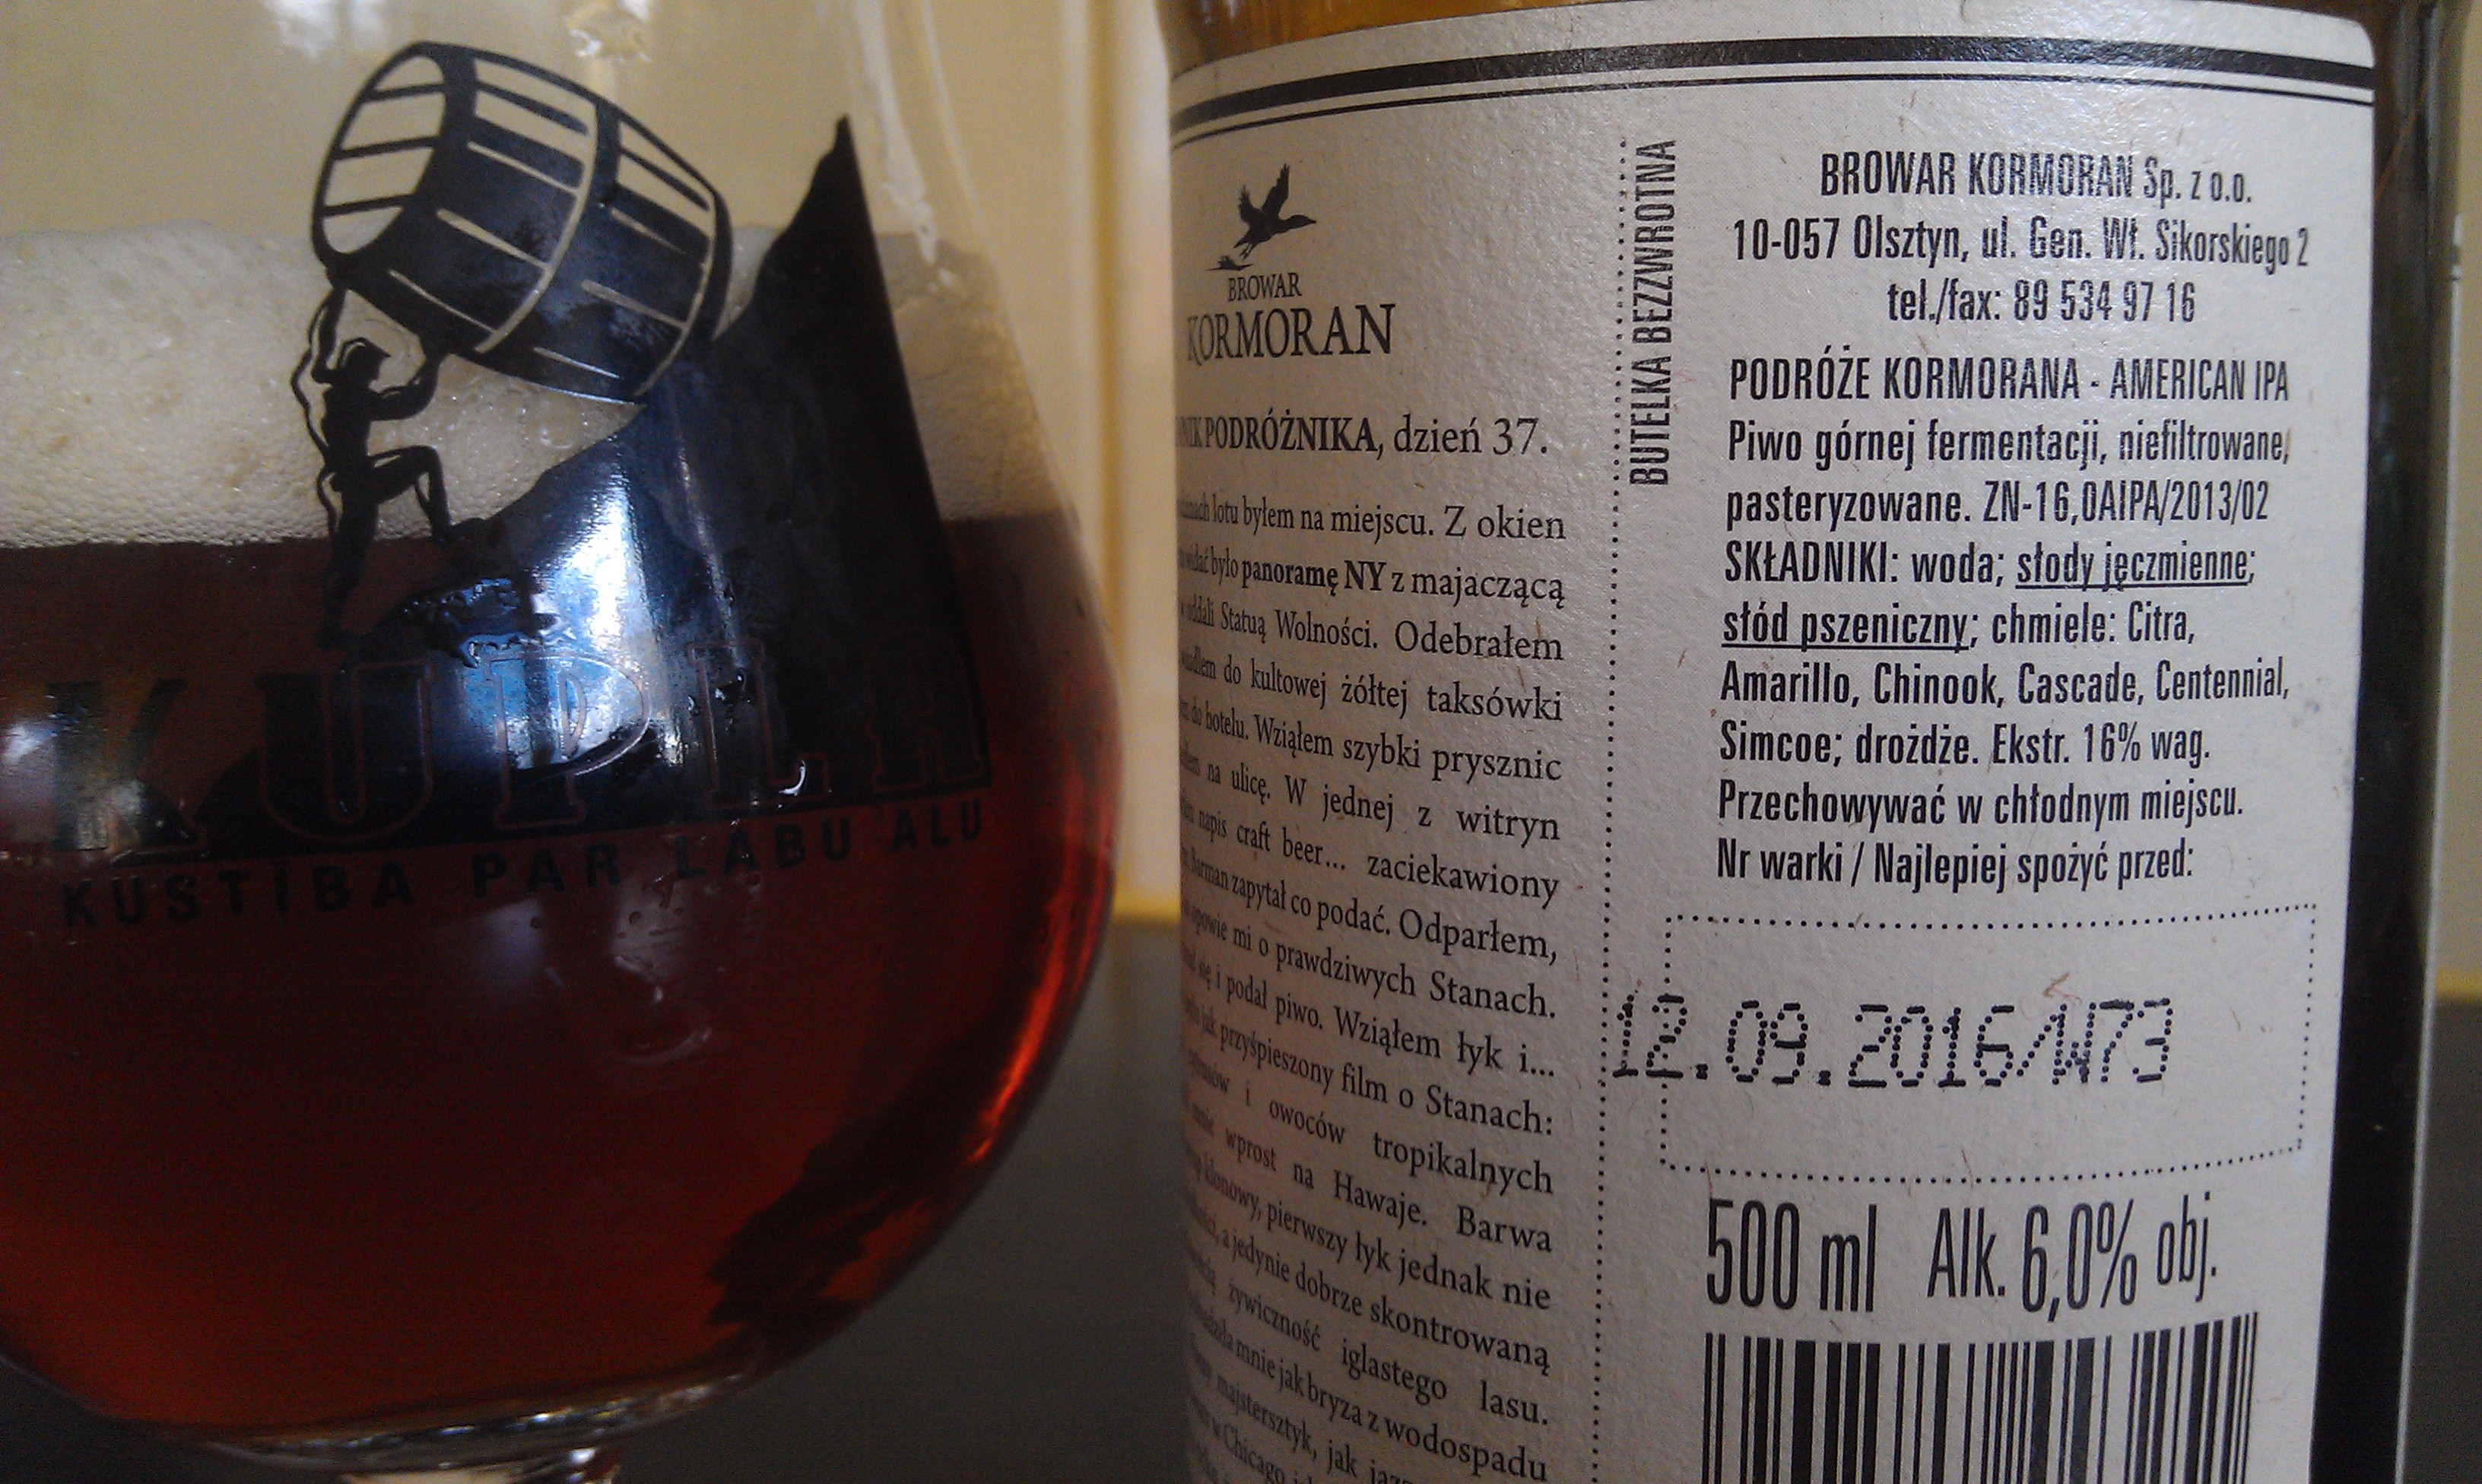 KUPLA
KUSTĪBA PAR LABU ALU
BROWAR
KORMORAN
PODRÓŻNIKA, dzień 37.
lotu byłem na miejscu. Z okien
widać było panoramę NY z majaczącą
w oddali Statuą Wolności. Odebrałem
do kultowej żółtej taksówki
do hotelu. Wziąłem szybki prysznic
na ulicę. W jednej z witryn
napis craft beer... zaciekawiony
Barman zapytał co podać. Odparłem,
opowie mi o prawdziwych Stanach.
się i podał piwo. Wziąłem łyk i...
jak przyśpieszony film o Stanach:
i owoców tropikalnych
mnie wprost na Hawaje. Barwa
klonowy, pierwszy łyk jednak nie
a jedynie dobrze skontrowaną
żywiczność iglastego lasu.
mnie jak bryza z wodospadu
majstersztyk, jak jazz
w Chicago
BUTELKA BEZZWROTNA
BROWAR KORMORAN Sp. z o.o.
10-057 Olsztyn, ul. Gen. Wł. Sikorskiego 2
tel./fax: 89 534 97 16
PODRÓŻE KORMORANA - AMERICAN IPA
Piwo górnej fermentacji, niefiltrowane,
pasteryzowane. ZN-16,0AIPA/2013/02
SKŁADNIKI: woda; słody jęczmienne;
słód pszeniczny; chmiele: Citra,
Amarillo, Chinook, Cascade, Centennial,
Simcoe; drożdże. Ekstr. 16% wag.
Przechowywać w chłodnym miejscu.
Nr warki / Najlepiej spożyć przed:
12.09.2016/W73
500 ml Alk. 6,0% obj.